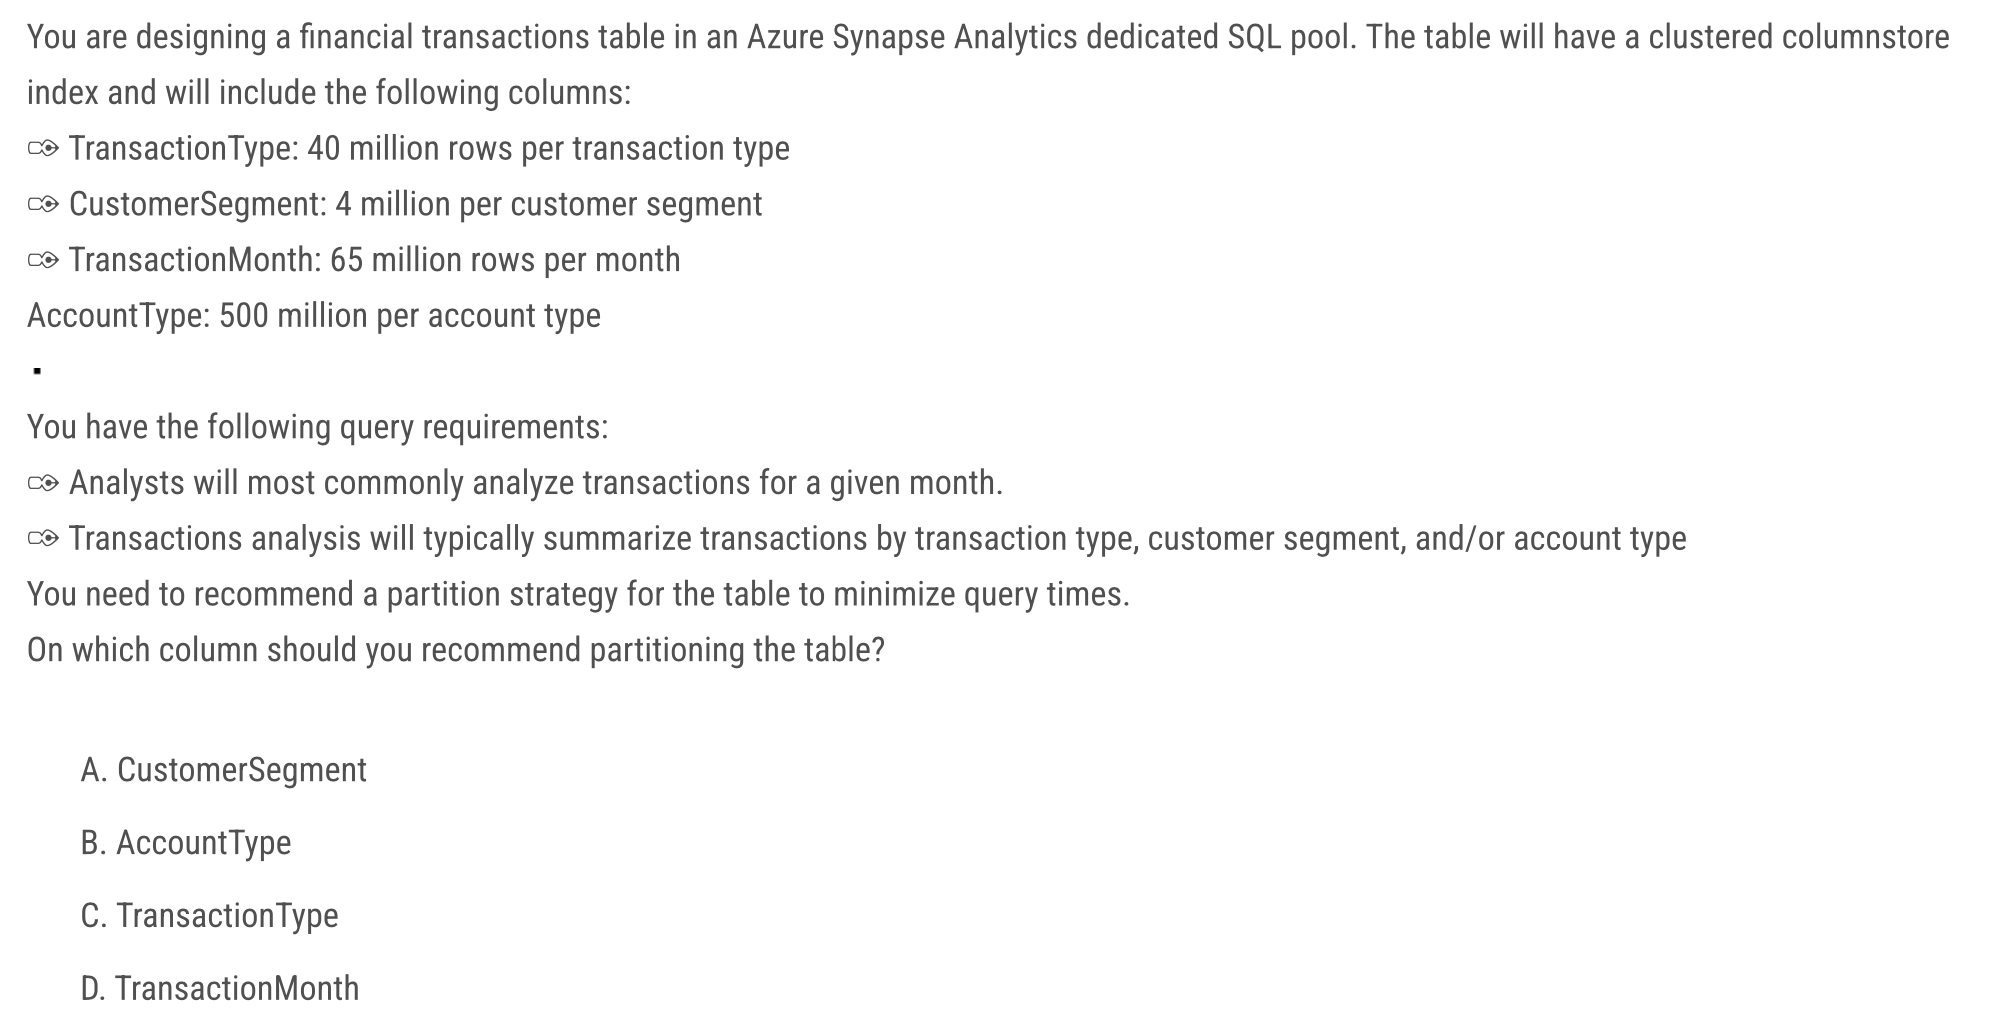 You are designing a financial transactions table in an Azure Synapse Analytics dedicated SQL pool. The table will have a clustered columnstore
index and will include the following columns:
TransactionType: 40 million rows per transaction type
CustomerSegment: 4 million per customer segment
TransactionMonth: 65 million rows per month
AccountType: 500 million per account type
You have the following query requirements:
Analysts will most commonly analyze transactions for a given month.
Transactions analysis will typically summarize transactions by transaction type, customer segment, and/or account type
You need to recommend a partition strategy for the table to minimize query times.
On which column should you recommend partitioning the table?
A. CustomerSegment
B. AccountType
C. TransactionType
D. TransactionMonth